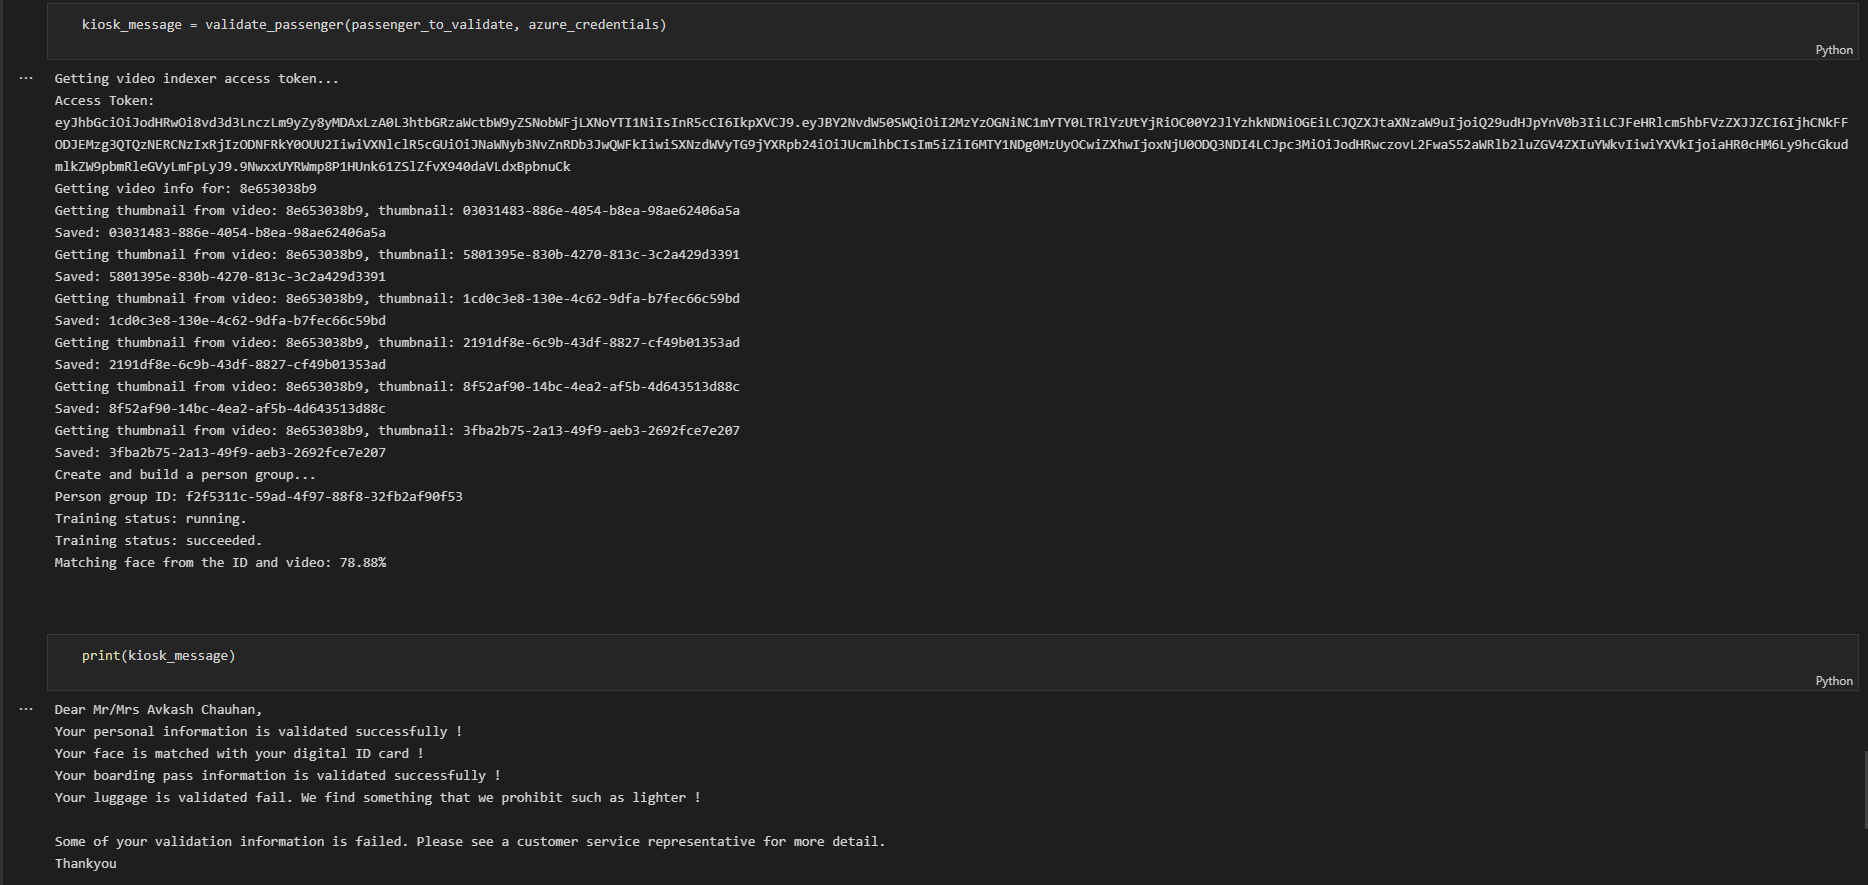 kiosk_message = validate_passenger(passenger_to_validate, azure_credentials)
Python
Getting video indexer access token...
Access Token:
eyJhbGciOiJodHRwOi8vd3d3LnczLm9yZy8yMDAxLzA0L3htbGRzaWctbW9yZSNobWFjLXNoYTI1NiIsInR5cCI6IkpXVCJ9.eyJBY2NvdW50SWQiOiI2MzYzOGNiNC1mYTY0LTRlYzUtYjRiOC00Y2JlYzhkNDNiOGEiLCJQZXJtaXNzaW9uIjoiQ29udHJpYnV0b3IiLCJFeHRlcm5hbFVzZXJJZCI6IjhCNkFF
ODJEMzg3QTQzNERCNzIxRjIzODNFRkY0OUU2IiwiVXNlclR5cGUiOiJNaWNyb3NvZnRDb3JwQWFkIiwiSXNzdWVyTG9jYXRpb24iOiJUcmlhbCIsIm5iZiI6MTY1NDg0MzUyOCwiZXhwIjoxNjU0ODQ3NDI4LCJpc3MiOiJodHRwczovL2FwaS52aWRlb2luZGV4ZXIuYWkvIiwiYXVkIjoiaHR0cHM6Ly9hcGkud
mlkZW9pbmRleGVyLmFpLyJ9.9NwxxUYRWmp8P1HUnk61ZSlZfvX940daVLdxBpbnuCk
Getting video info for: 8e653038b9
Getting thumbnail from video: 8e653038b9, thumbnail: 03031483-886e-4054-b8ea-98ae62406a5a
Saved: 03031483-886e-4054-b8ea-98ae62406a5a
Getting thumbnail from video: 8e653038b9, thumbnail: 5801395e-830b-4270-813c-3c2a429d3391
Saved: 5801395e-830b-4270-813c-3c2a429d3391
Getting thumbnail from video: 8e653038b9, thumbnail: 1cd0c3e8-130e-4c62-9dfa-b7fec66c59bd
Saved: 1cd0c3e8-130e-4c62-9dfa-b7fec66c59bd
Getting thumbnail from video: 8e653038b9, thumbnail: 2191df8e-6c9b-43df-8827-cf49b01353ad
Saved: 2191df8e-6c9b-43df-8827-cf49b01353ad
Getting thumbnail from video: 8e653038b9, thumbnail: 8f52af90-14bc-4ea2-af5b-4d643513d88c
Saved: 8f52af90-14bc-4ea2-af5b-4d643513d88c
Getting thumbnail from video: 8e653038b9, thumbnail: 3fba2b75-2a13-49f9-aeb3-2692fce7e207
Saved: 3fba2b75-2a13-49f9-aeb3-2692fce7e207
Create and build a person group...
Person group ID: f2f5311c-59ad-4f97-88f8-32fb2af90f53
Training status: running.
Training status: succeeded.
Matching face from the ID and video: 78.88%
print(kiosk_message)
Python
Dear Mr/Mrs Avkash Chauhan,
Your personal information is validated successfully !
Your face is matched with your digital ID card !
Your boarding pass information is validated successfully !
Your luggage is validated fail. We find something that we prohibit such as lighter !
Some of your validation information is failed. Please see a customer service representative for more detail.
Thankyou